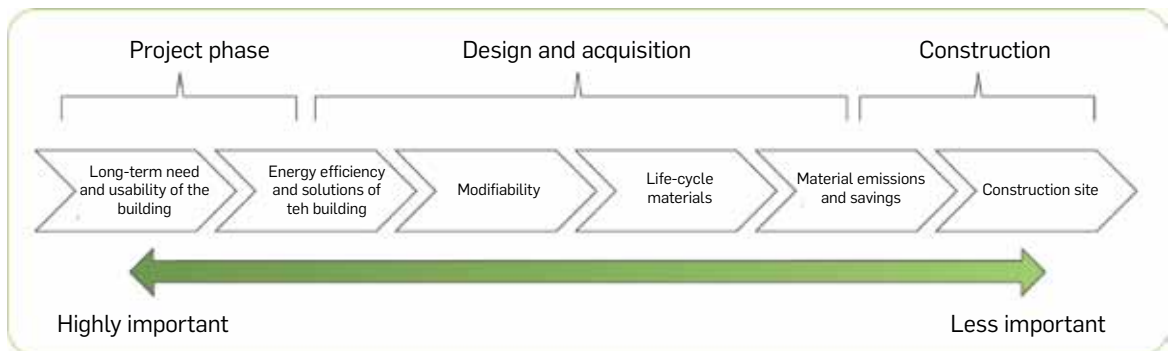 Project phase
Design and acquisition
Construction
Long-term need
and usability of the
building
Energy efficiency
and solutions of
teh building
Modifiability
Life-cycle
materials
Material emissions
and savings
Construction site
Highly important
Less important